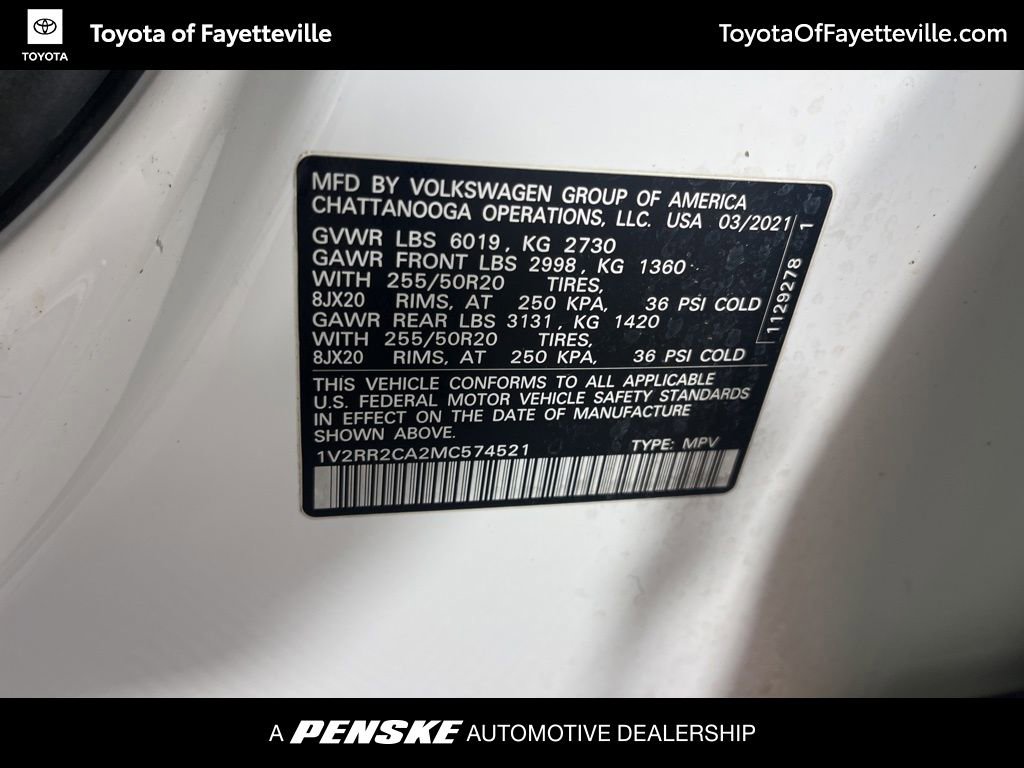 TOYOTA
Toyota of Fayetteville
ToyotaOfFayetteville.com
MFD BY VOLKSWAGEN GROUP OF AMERICA
CHATTANOOGA OPERATIONS, LLC. USA 03/2021
GVWR LBS 6019, KG 2730
GAWR FRONT LBS 2998, KG 1360
WITH 255/50R20 TIRES,
8JX20 RIMS, AT 250 KPA, 36 PSI COLD
GAWR REAR LBS 3131, KG 1420
WITH 255/50R20 TIRES,
8JX20 RIMS, AT 250 KPA, 36 PSI COLD
1129278 1
THIS VEHICLE CONFORMS TO ALL APPLICABLE
U.S. FEDERAL MOTOR VEHICLE SAFETY STANDARDS
IN EFFECT ON THE DATE OF MANUFACTURE
SHOWN ABOVE.
1V2RR2CA2MC574521 TYPE: MPV
A PENSKE AUTOMOTIVE DEALERSHIP